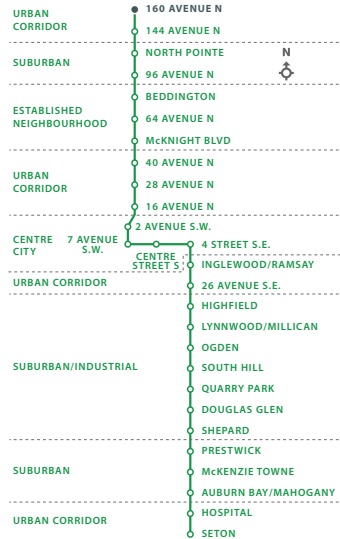 160 AVENUE N
URBAN
CORRIDOR
144 AVENUE N
NORTH POINTE
N
SUBURBAN
96 AVENUE N
BEDDINGTON
ESTABLISHED
NEIGHBOURHOOD
64 AVENUE N
McKNIGHT BLVD
40 AVENUE N
URBAN
CORRIDOR
28 AVENUE N
16 AVENUE N
2 AVENUE S.W.
CENTRE
CITY
7 AVENUE
S.W.
4 STREET S.E.
CENTRE
STREET S
INGLEWOOD/RAMSAY
URBAN CORRIDOR
26 AVENUE S.E.
HIGHFIELD
LYNNWOOD/MILLICAN
OGDEN
SUBURBAN/INDUSTRIAL
SOUTH HILL
QUARRY PARK
DOUGLAS GLEN
SHEPARD
PRESTWICK
SUBURBAN
McKENZIE TOWNE
AUBURN BAY/MAHOGANY
HOSPITAL
URBAN CORRIDOR
SETON